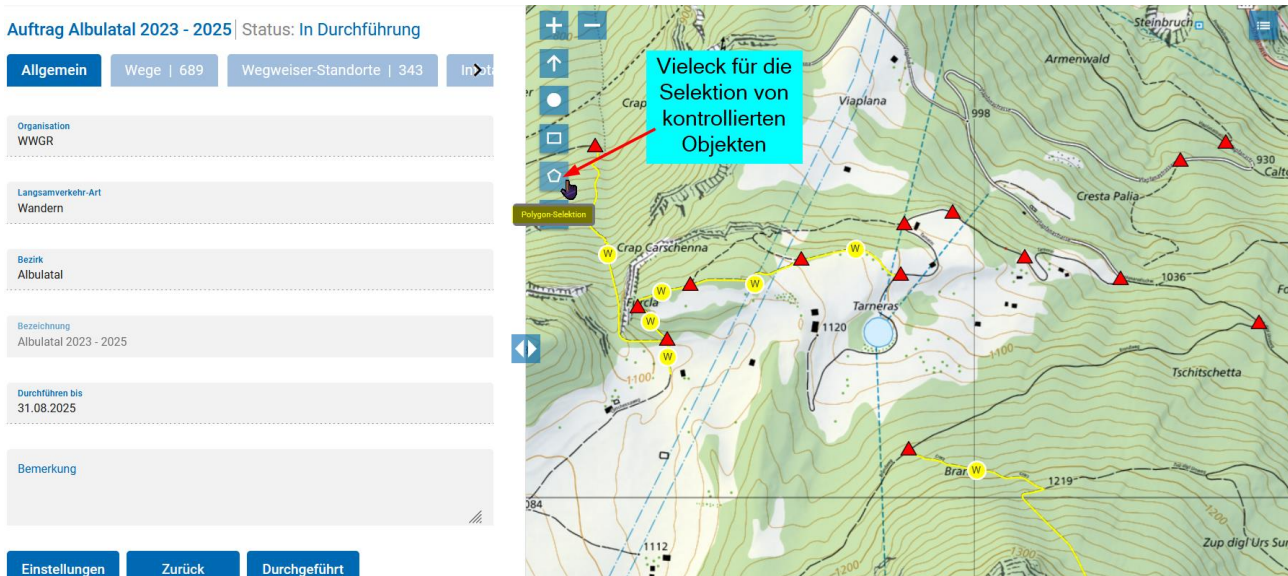 Auftrag Albulatal 2023 - 2025 | Status: In Durchführung
Allgemein
Wege | 689
Wegweiser-Standorte | 343
Organisation
WWGR
Langsamverkehr-Art
Wandern
Bezirk
Albulatal
Bezeichnung
Albulatal 2023 - 2025
Durchführen bis
31.08.2025
Bemerkung
Einstellungen
Zurück
Durchgeführt
Vieleck für die
Selektion von
kontrollierten
Objekten
Polygon-Selektion
Steinbruch
Armenwald
Viaplana
998
930
Cresta Palia
Crap Carschenna
W
W
W
W
W
W
1036
Tarneras
1120
1100
1100
Tschitschetta
W
1219
1084
1112
1200
1300
1200
Zup digl Urs